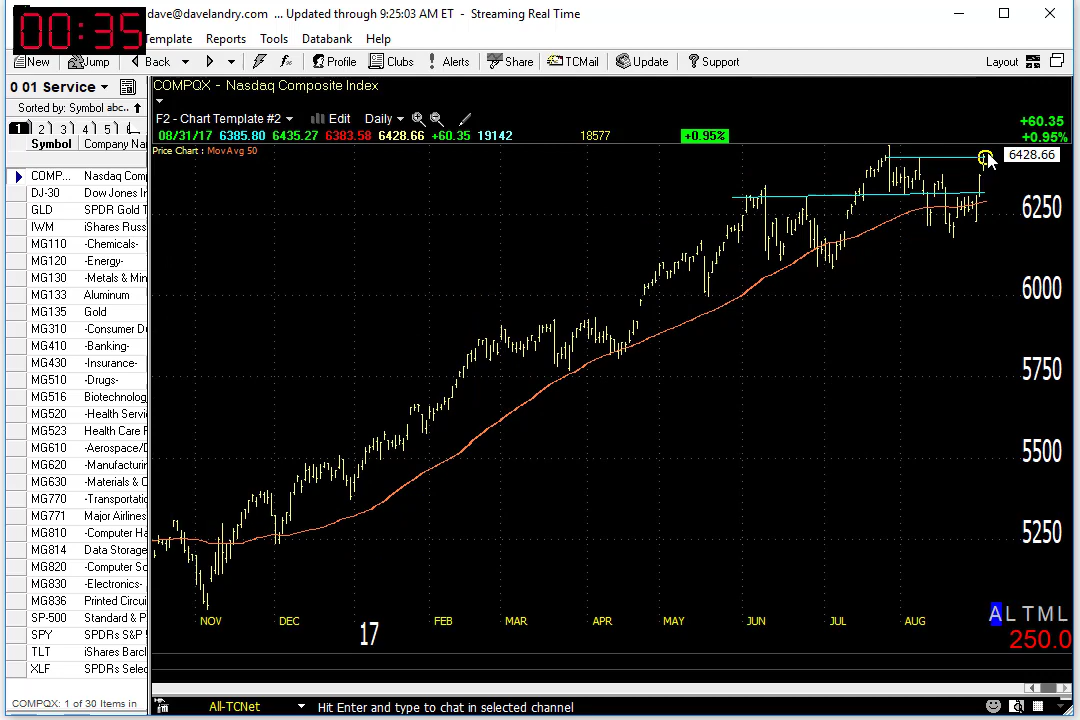 00:35
dave@davelandry.com ... Updated through 9:25:03 AM ET - Streaming Real Time
Template Reports Tools Databank Help
New Jump Back Profile Clubs Alerts Share TCMail Update Support Layout
0 01 Service
COMPQX - Nasdaq Composite Index
Sorted by: Symbol abc..
F2 - Chart Template #2 Edit Daily
+60.35
1 2 3 4 5
08/31/17 6385.80 6435.27 6383.58 6428.66 +60.35 19142 18577 +0.95%
+0.95%
Symbol Company Na
Price Chart : MovAvg 50
6428.66
COMP... Nasdaq Comp
DJ-30 Dow Jones In
GLD SPDR Gold T
6250
IWM iShares Russ
MG110 -Chemicals-
MG120 -Energy-
MG130 -Metals & Min
6000
MG133 Aluminum
MG135 Gold
MG310 -Consumer Du
MG410 -Banking-
MG430 -Insurance-
5750
MG510 -Drugs-
MG516 Biotechnolog
MG520 -Health Servi
MG523 Health Care P
MG610 -Aerospace/D
5500
MG620 -Manufacturin
MG630 -Materials & C
MG770 -Transportatio
MG771 Major Airlines
MG810 -Computer Ha
5250
MG814 Data Storage
MG820 -Computer So
MG830 -Electronics-
MG836 Printed Circui
SP-500 Standard & P
NOV DEC 17 FEB MAR APR MAY JUN JUL AUG
A L T M L
SPY SPDRs S&P
250.0
TLT iShares Barcl
XLF SPDRs Selec
COMPQX: 1 of 30 Items in
All-TCNet Hit Enter and type to chat in selected channel